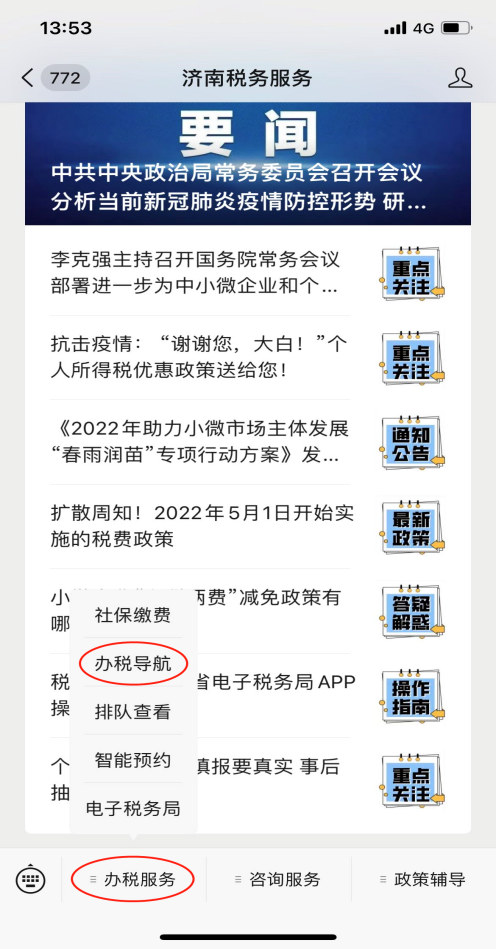 13:53
4G
772
济南税务服务
要闻
中共中央政治局常务委员会召开会议
分析当前新冠肺炎疫情防控形势 研...
李克强主持召开国务院常务会议
部署进一步为中小微企业和个...
重点
关注
抗击疫情：“谢谢您，大白！”个
人所得税优惠政策送给您！
重点
关注
《2022年助力小微市场主体发展
“春雨润苗”专项行动方案》发...
通知
公告
扩散周知！2022年5月1日开始实
施的税费政策
最新
政策
小
两费”减免政策有
哪
答疑
解惑
税
省电子税务局APP
操
操作
指南
个
填报要真实 事后
抽
重点
关注
社保缴费
办税导航
排队查看
智能预约
电子税务局
办税服务
咨询服务
政策辅导